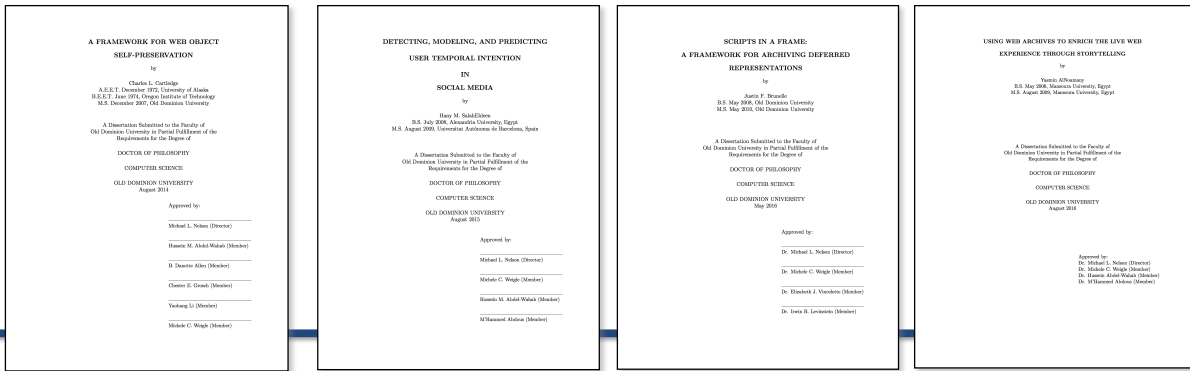 A FRAMEWORK FOR WEB OBJECT
SELF-PRESERVATION
by
Charles L. Cartledge
A.E.E.T. December 1972, University of Alaska
B.E.E.T. June 1974, Oregon Institute of Technology
M.S. December 2007, Old Dominion University
A Dissertation Submitted to the Faculty of
Old Dominion University in Partial Fulfillment of the
Requirements for the Degree of
DOCTOR OF PHILOSOPHY
COMPUTER SCIENCE
OLD DOMINION UNIVERSITY
August 2014
Approved by:
Michael L. Nelson (Director)
Hussein M. Abdel-Wahab (Member)
B. Danette Allen (Member)
Chester E. Grosch (Member)
Yaohang Li (Member)
Michele C. Weigle (Member)
DETECTING, MODELING, AND PREDICTING
USER TEMPORAL INTENTION
IN
SOCIAL MEDIA
by
Hany M. SalahEldeen
B.S. July 2008, Alexandria University, Egypt
M.S. August 2009, Universitat Autònoma de Barcelona, Spain
A Dissertation Submitted to the Faculty of
Old Dominion University in Partial Fulfillment of the
Requirements for the Degree of
DOCTOR OF PHILOSOPHY
COMPUTER SCIENCE
OLD DOMINION UNIVERSITY
August 2015
Approved by:
Michael L. Nelson (Director)
Michele C. Weigle (Member)
Hussein M. Abdel-Wahab (Member)
M'Hammed Abdous (Member)
SCRIPTS IN A FRAME:
A FRAMEWORK FOR ARCHIVING DEFERRED
REPRESENTATIONS
by
Justin F. Brunelle
B.S. May 2008, Old Dominion University
M.S. May 2010, Old Dominion University
A Dissertation Submitted to the Faculty of
Old Dominion University in Partial Fulfillment of the
Requirements for the Degree of
DOCTOR OF PHILOSOPHY
COMPUTER SCIENCE
OLD DOMINION UNIVERSITY
May 2016
Approved by:
Dr. Michael L. Nelson (Director)
Dr. Michele C. Weigle (Member)
Dr. Elizabeth J. Vincelette (Member)
Dr. Irwin B. Levinstein (Member)
USING WEB ARCHIVES TO ENRICH THE LIVE WEB
EXPERIENCE THROUGH STORYTELLING
by
Yasmin AlNoamany
B.S. May 2006, Mansoura University, Egypt
M.S. August 2009, Mansoura University, Egypt
A Dissertation Submitted to the Faculty of
Old Dominion University in Partial Fulfillment of the
Requirements for the Degree of
DOCTOR OF PHILOSOPHY
COMPUTER SCIENCE
OLD DOMINION UNIVERSITY
August 2016
Approved by:
Dr. Michael L. Nelson (Director)
Dr. Michele C. Weigle (Member)
Dr. Hussein Abdel-Wahab (Member)
Dr. M'Hammed Abdous (Member)